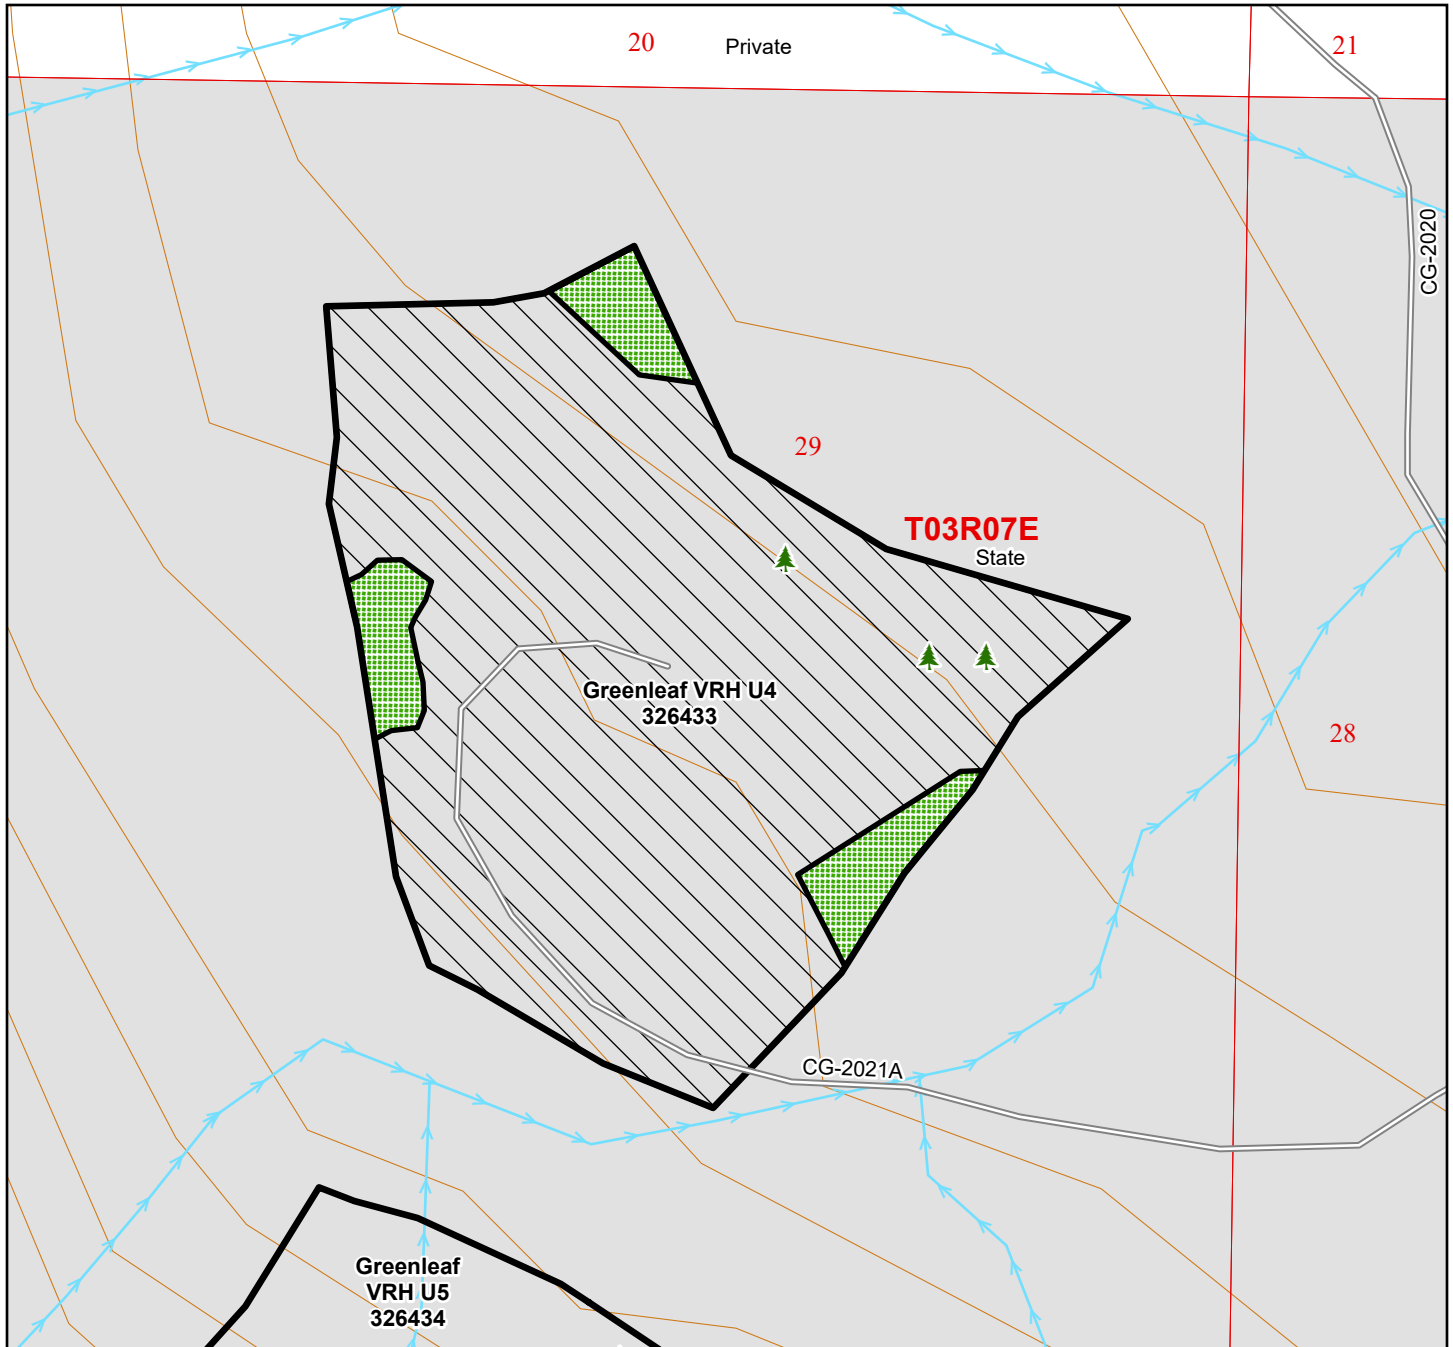 20
Private
21
CG-2020
29
T03R07E
State
Greenleaf VRH U4
326433
28
CG-2021A
Greenleaf
VRH U5
326434